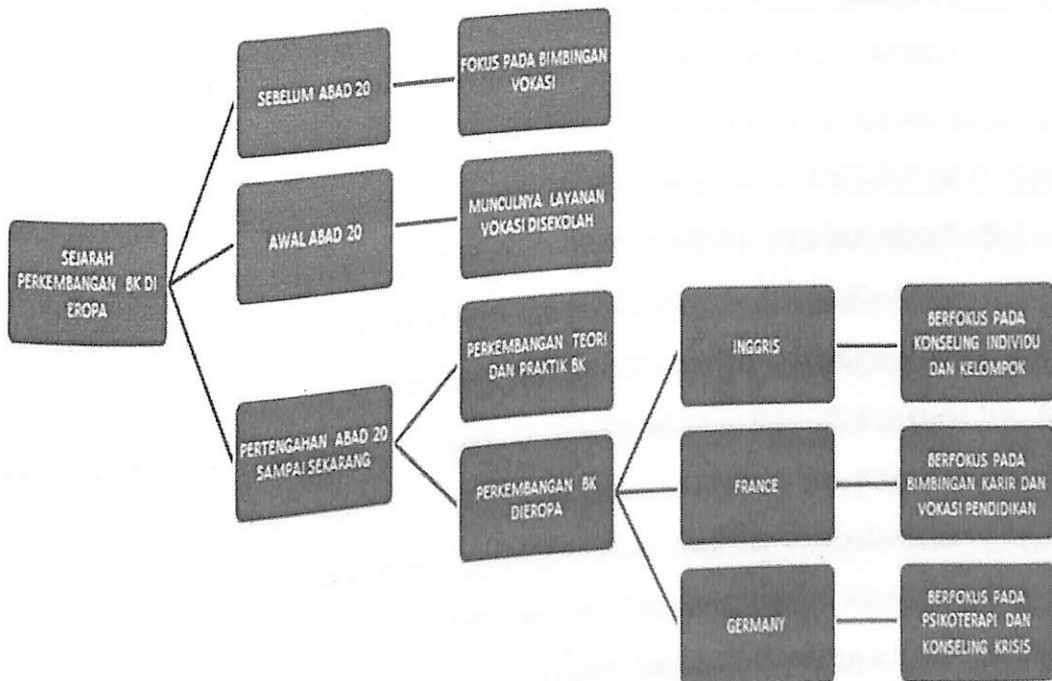 SEJARAH
PERKEMBANGAN BK DI
EROPA
SEBELUM ABAD 20
FOKUS PADA BIMBINGAN
VOKASI
AWAL ABAD 20
MUNCULNYA LAYANAN
VOKASI DISEKOLAH
PERTENGAHAN ABAD 20
SAMPAI SEKARANG
PERKEMBANGAN TEORI
DAN PRAKTIK BK
PERKEMBANGAN BK
DIEROPA
INGGRIS
BERFOKUS PADA
KONSELING INDIVIDU
DAN KELOMPOK
FRANCE
BERFOKUS PADA
BIMBINGAN KARIR DAN
VOKASI PENDIDIKAN
GERMANY
BERFOKUS PADA
PSIKOTERAPI DAN
KONSELING KRISIS